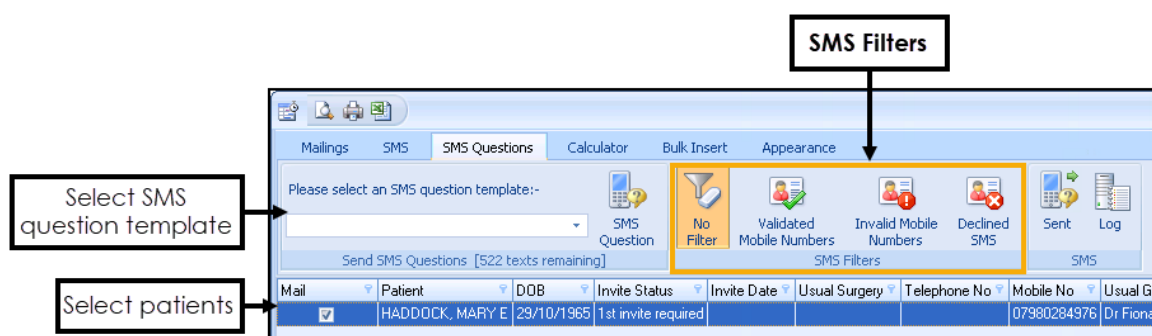 SMS Filters
Mailings SMS SMS Questions Calculator Bulk Insert Appearance
Select SMS
question template
Please select an SMS question template:-
SMS
Question
No
Filter
Validated
Mobile Numbers
Invalid Mobile
Numbers
Declined
SMS
Sent
Log
Send SMS Questions [522 texts remaining] SMS Filters SMS
Select patients
Mail Patient DOB Invite Status Invite Date Usual Surgery Telephone No Mobile No Usual G
HADDOCK, MARY E 29/10/1965 1st invite required 07980284976 Dr Fiona